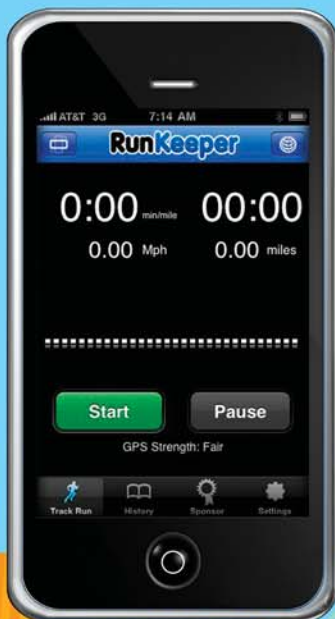 AT&T 3G 7:14 AM
RunKeeper
0:00 min/mile 00:00
0.00 Mph 0.00 miles
Start Pause
GPS Strength: Fair
Track Run History Sponsor Settings